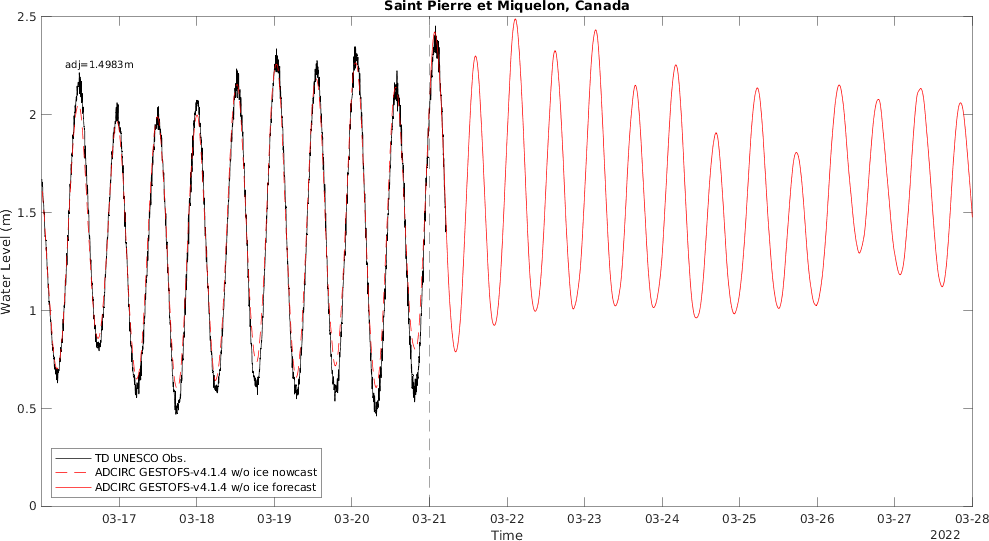 Saint Pierre et Miquelon, Canada
2.5
adj=1.4983m
2
1.5
Water Level (m)
1
0.5
TD UNESCO Obs.
ADCIRC GESTOFS-v4.1.4 w/o ice nowcast
ADCIRC GESTOFS-v4.1.4 w/o ice forecast
0
03-17 03-18 03-19 03-20 03-21 03-22 03-23 03-24 03-25 03-26 03-27 03-28
Time 2022